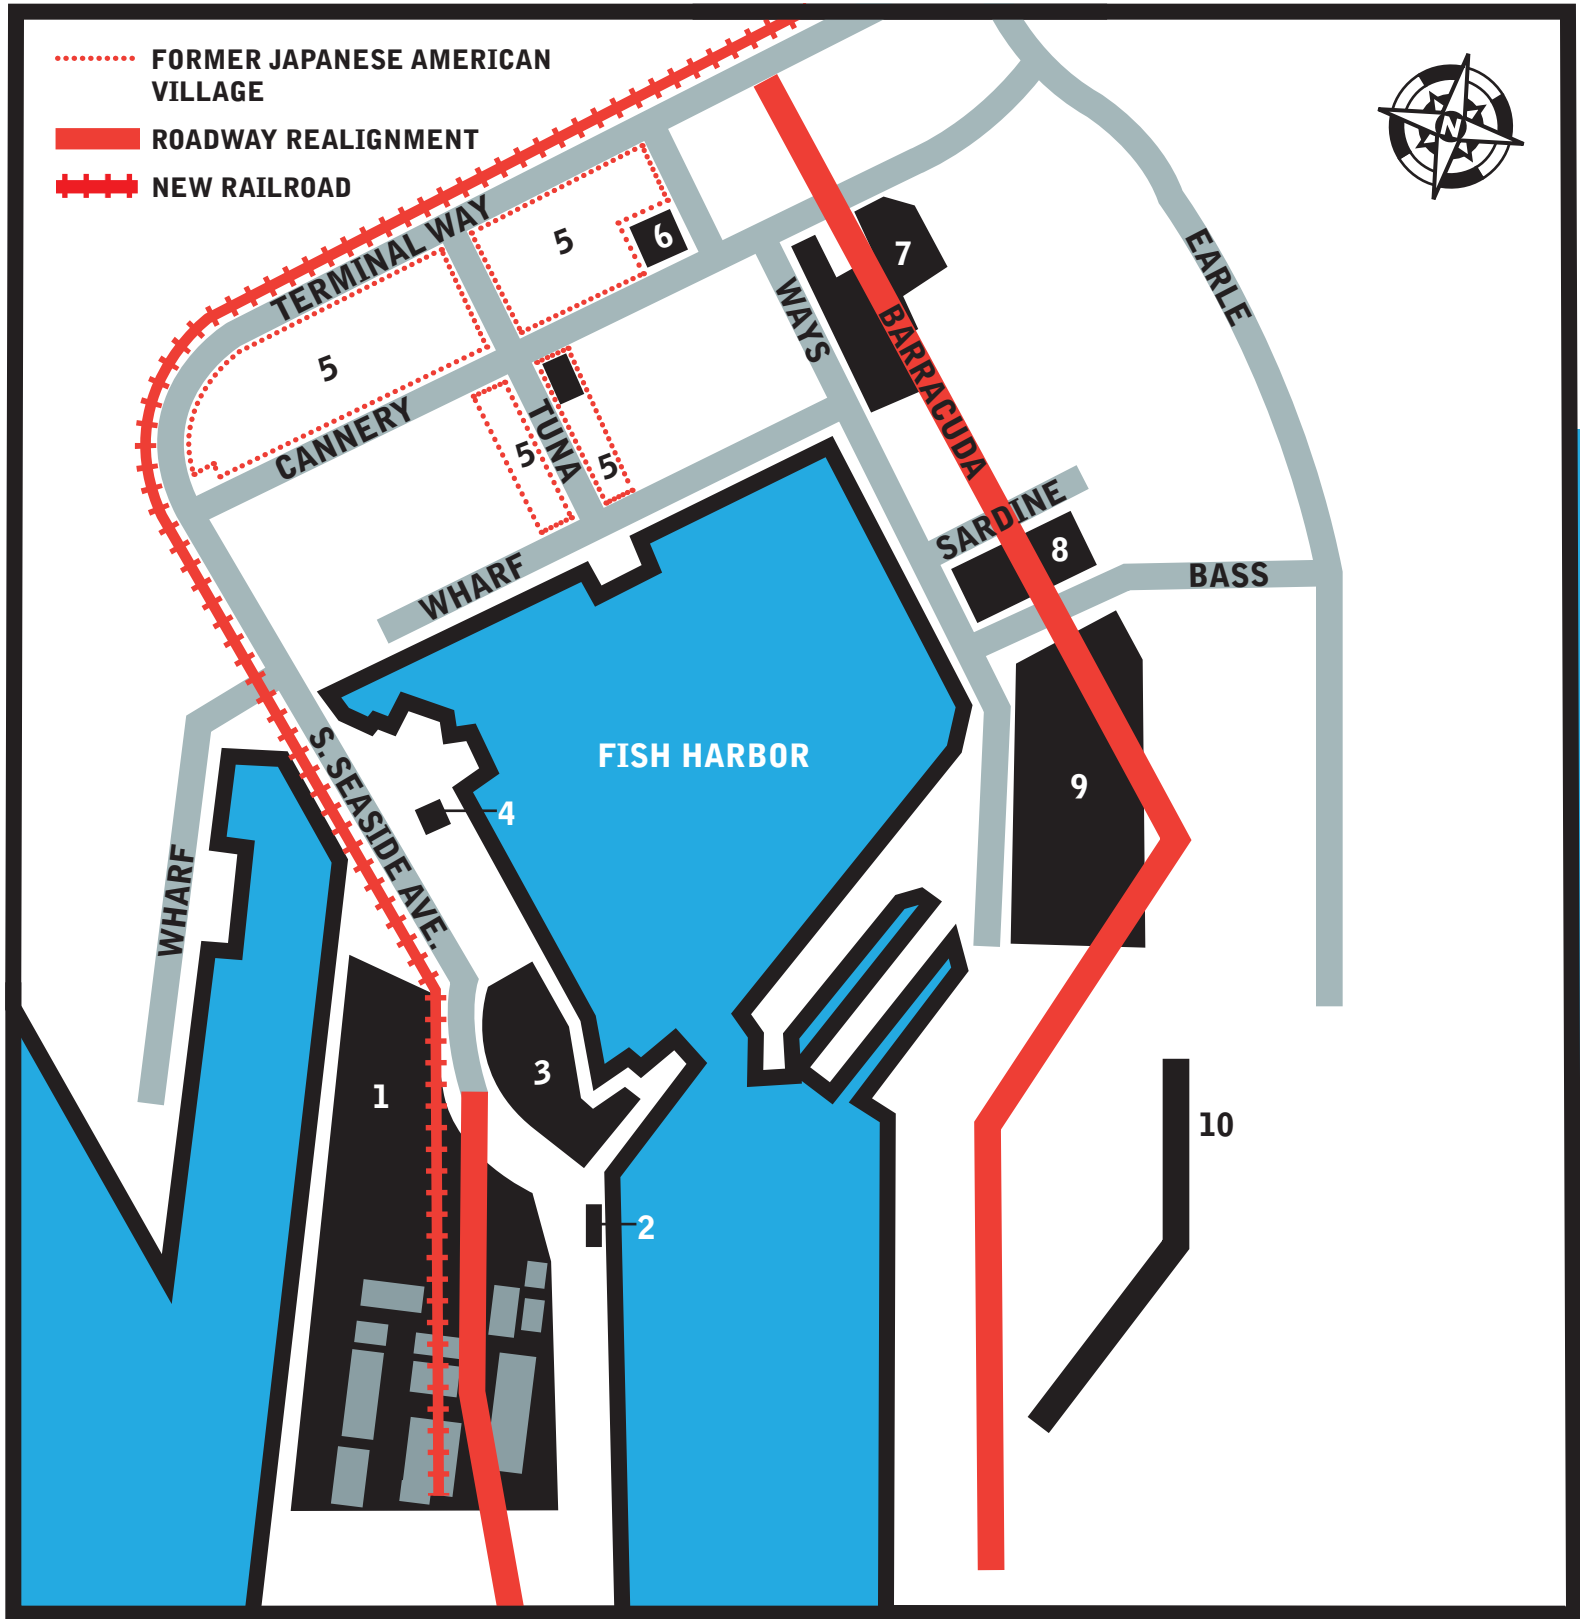 FORMER JAPANESE AMERICAN
VILLAGE
ROADWAY REALIGNMENT
NEW RAILROAD
N
TERMINAL WAY
5
6
7
EARLE
5
WAYS
BARRACUDA
CANNERY
TUNA
5
5
SARDINE
8
BASS
WHARF
FISH HARBOR
9
S. SEASIDE AVE.
4
WHARF
3
1
10
2